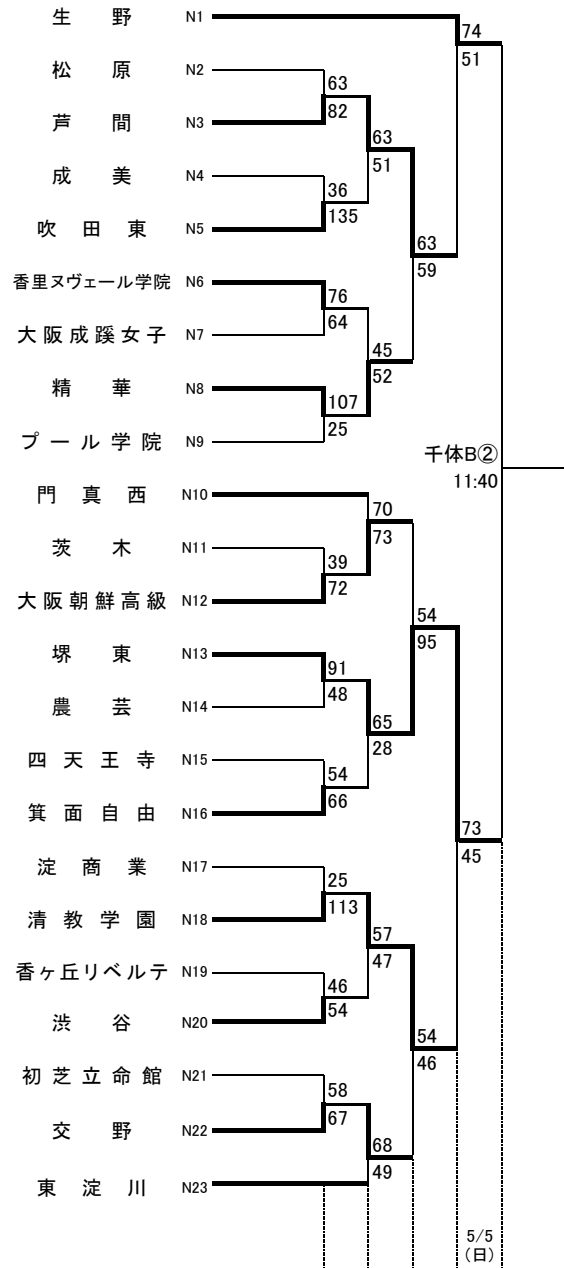 生野 N1
74
51
松原 N2
63
82
芦間 N3
63
51
成美 N4
36
135
吹田東 N5
63
59
香里ヌヴェール学院 N6
76
64
大阪成蹊女子 N7
45
52
精華 N8
107
25
プール学院 N9
千体B②
11:40
門真西 N10
70
73
茨木 N11
39
72
大阪朝鮮高級 N12
54
95
堺東 N13
91
48
農芸 N14
65
28
四天王寺 N15
54
66
箕面自由 N16
73
45
淀商業 N17
25
113
清教学園 N18
57
47
香ヶ丘リベルテ N19
46
54
渋谷 N20
54
46
初芝立命館 N21
58
67
交野 N22
68
49
東淀川 N23
5/5
(日)